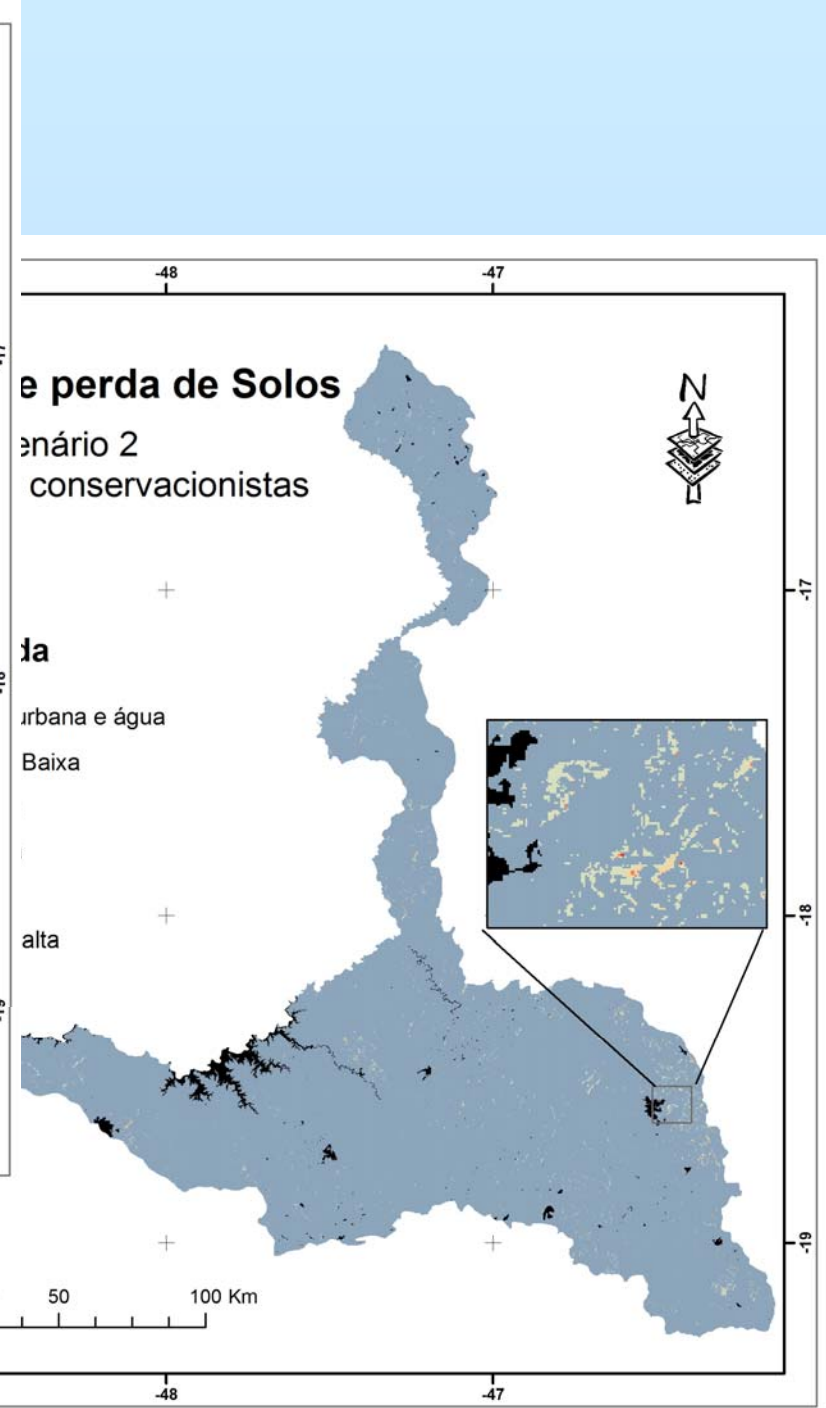 -48 -47
e perda de Solos
enário 2
conservacionistas
N
-17
da
urbana e água
Baixa
-18
alta
-19
50 100 Km
-48 -47